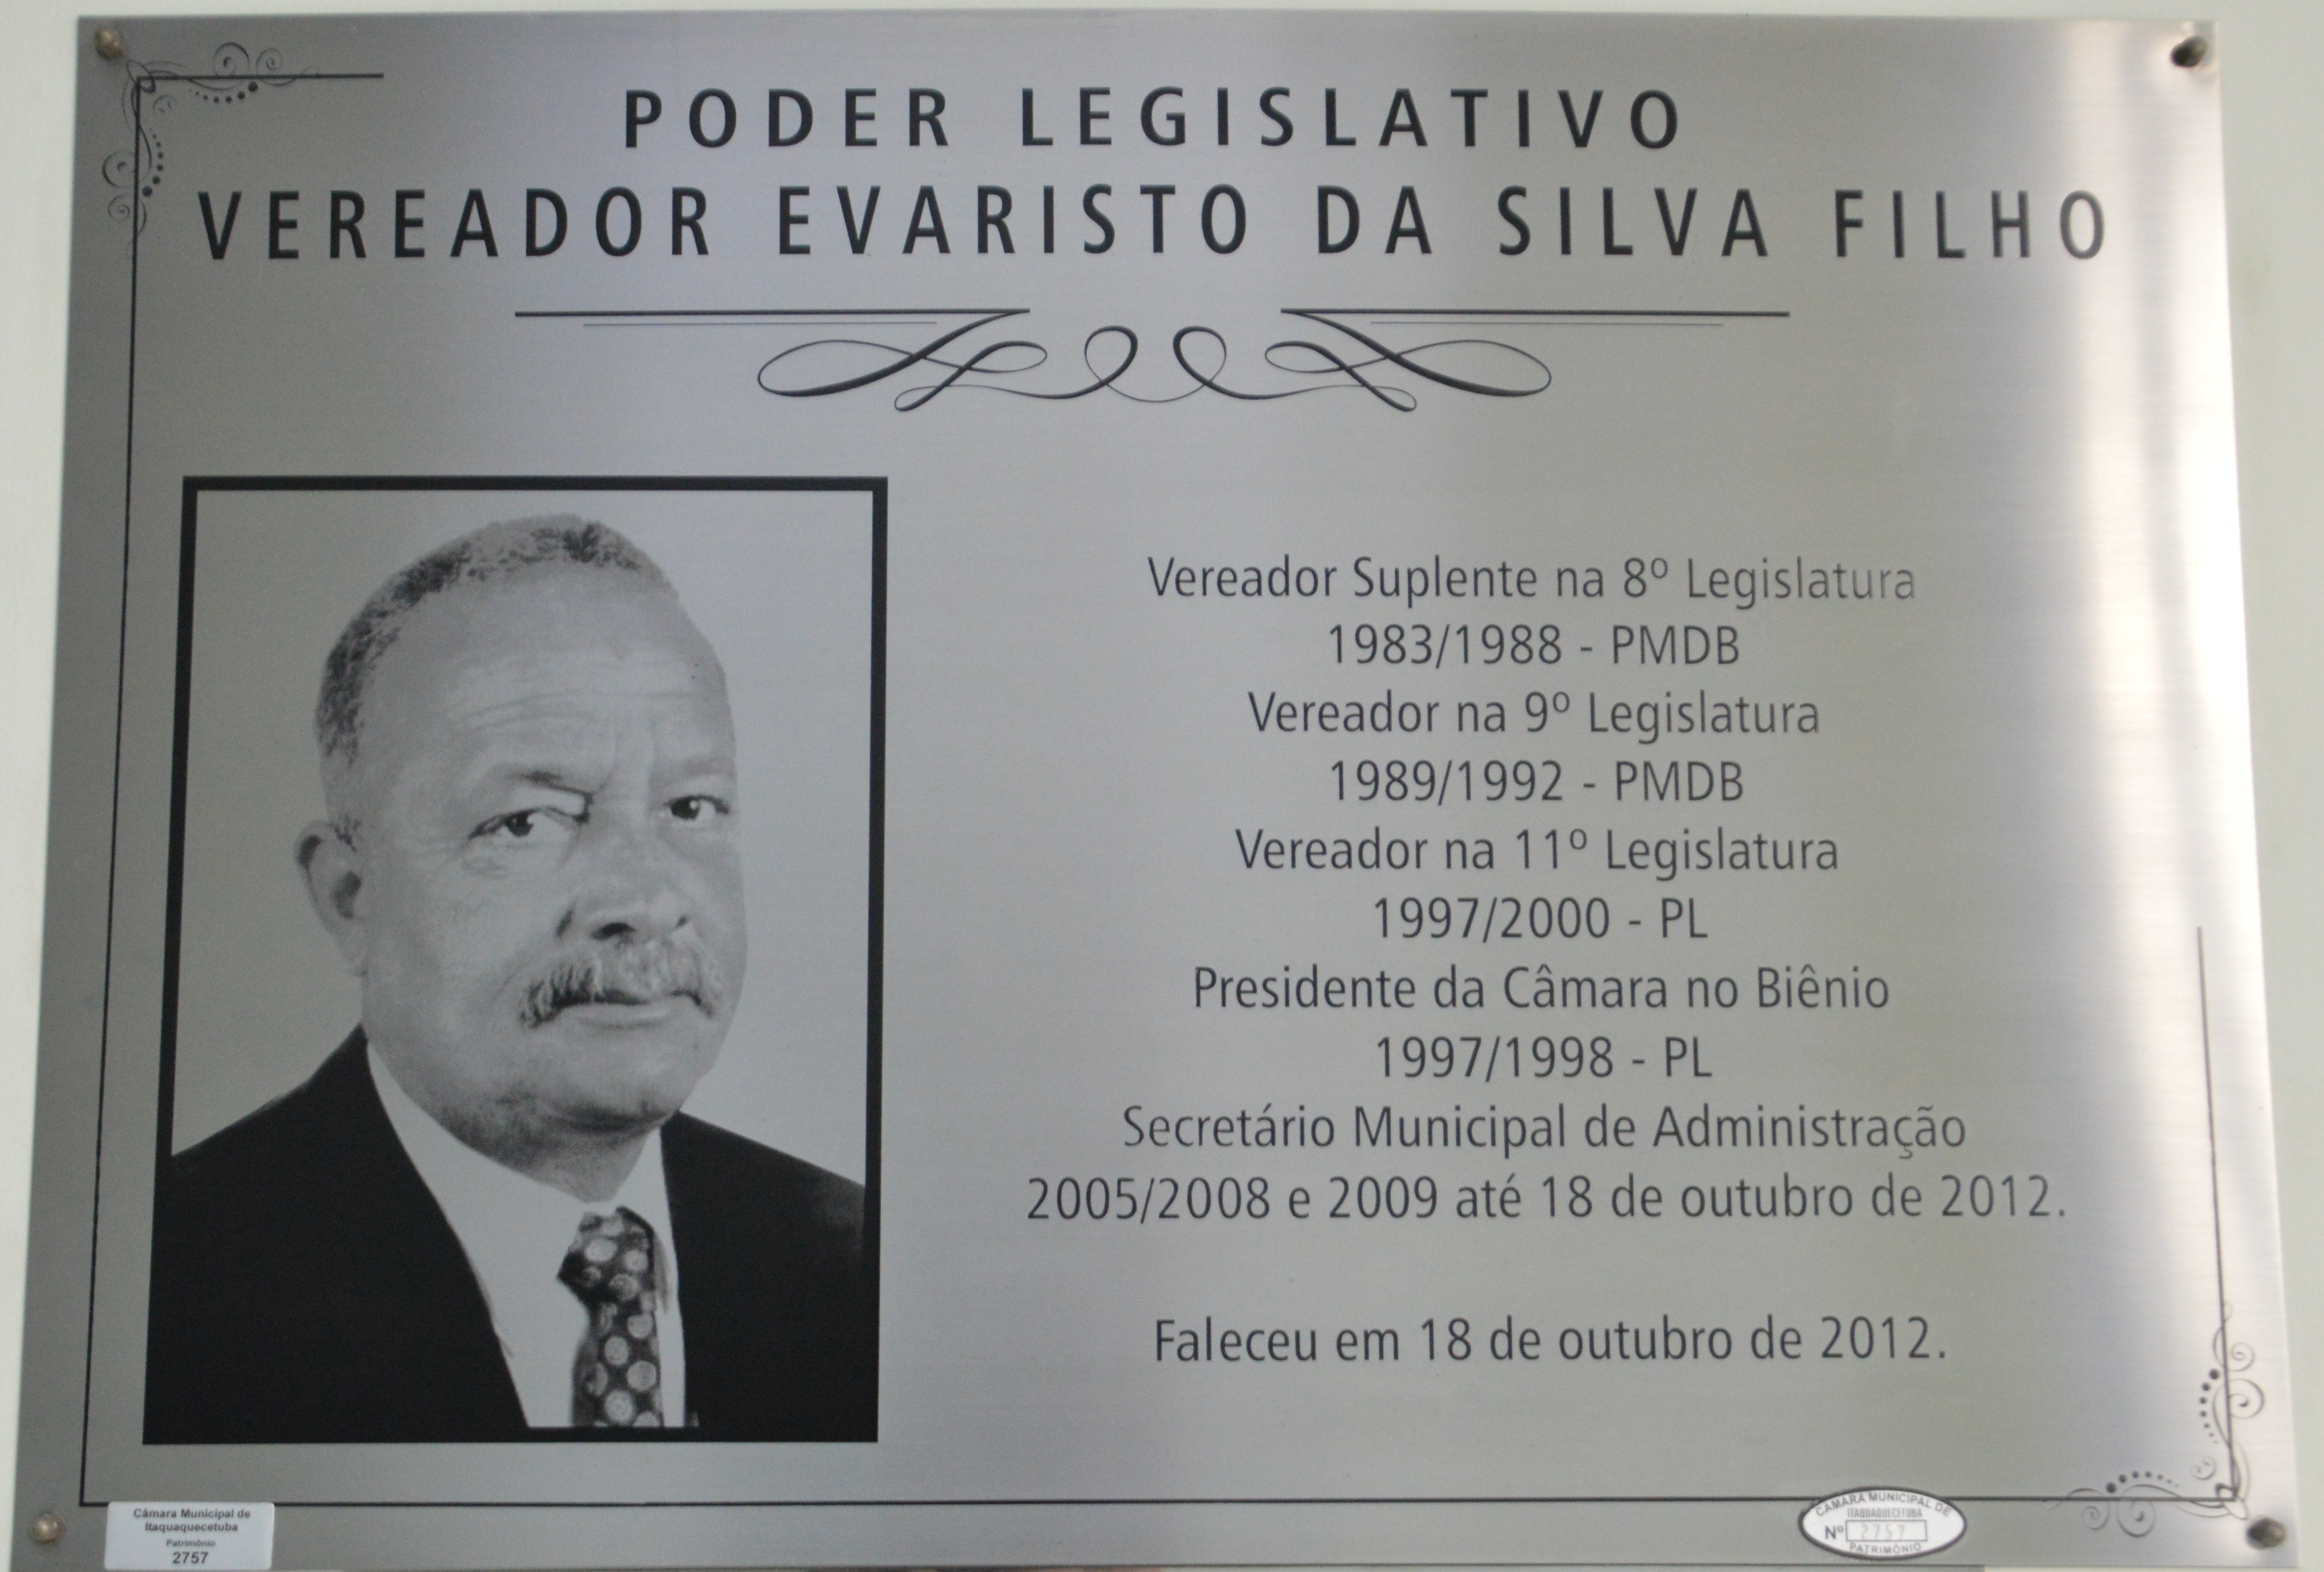 PODER LEGISLATIVO
VEREADOR EVARISTO DA SILVA FILHO
Vereador Suplente na 8º Legislatura
1983/1988 - PMDB
Vereador na 9º Legislatura
1989/1992 - PMDB
Vereador na 11º Legislatura
1997/2000 - PL
Presidente da Câmara no Biênio
1997/1998 - PL
Secretário Municipal de Administração
2005/2008 e 2009 até 18 de outubro de 2012.
Faleceu em 18 de outubro de 2012.
Câmara Municipal de
Itaquaquecetuba
Patrimônio
2757
CAMARA MUNICIPAL DE
ITAQUAQUECETUBA
Nº 2757
PATRIMÔNIO